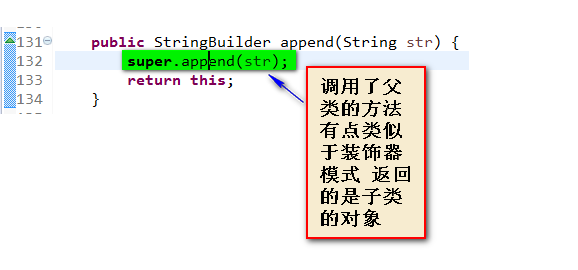 131 public StringBuilder append(String str) {
132 super.append(str);
133 return this;
134 }
调用了父
类的方法
有点类似
于装饰器
模式 返回
的是子类
的对象